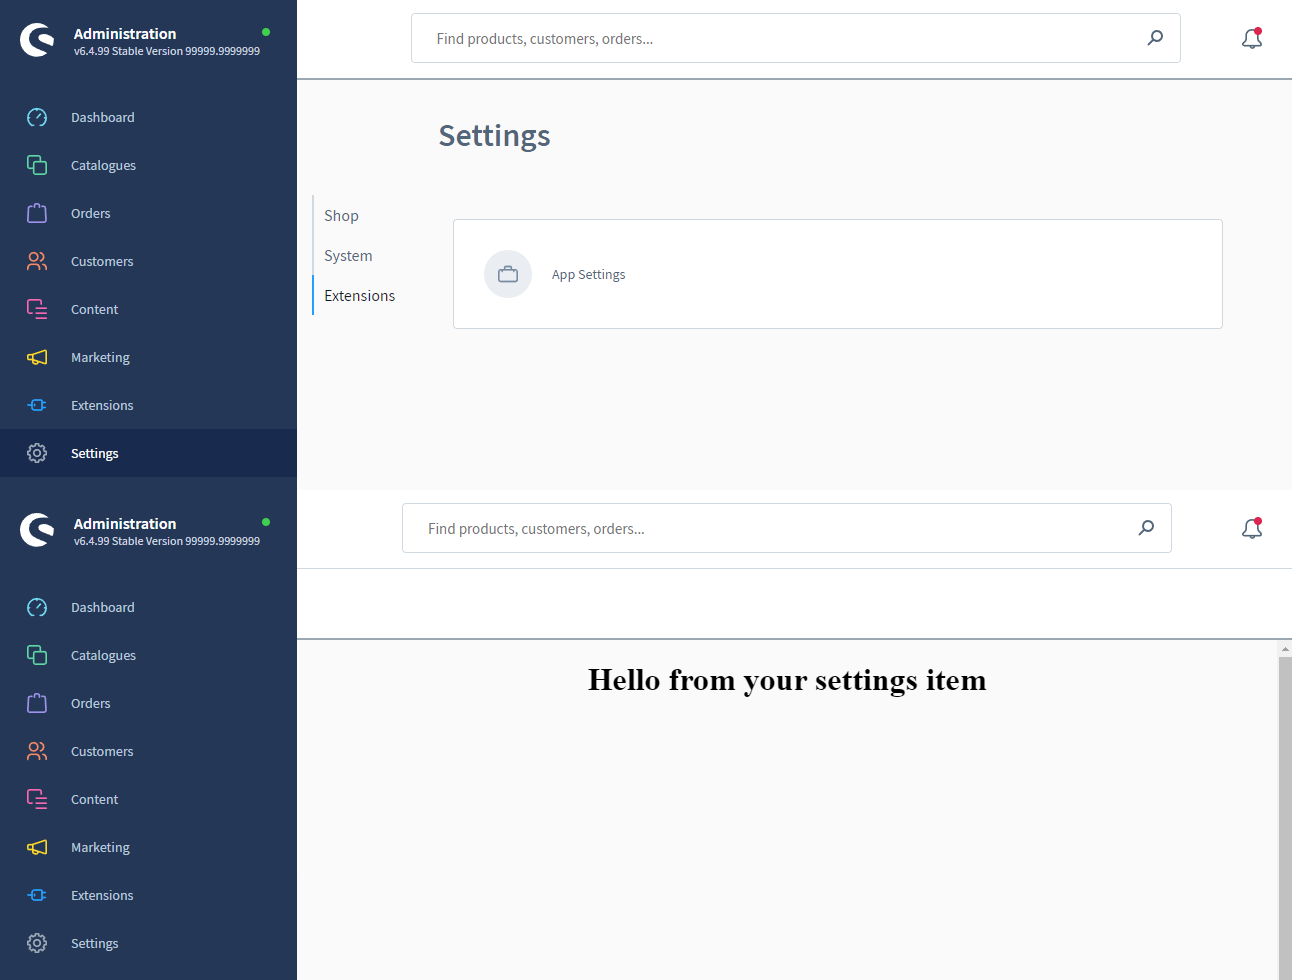 Administration
v6.4.99 Stable Version 99999.9999999
Find products, customers, orders...
Dashboard
Catalogues
Orders
Customers
Content
Marketing
Extensions
Settings
Settings
Shop
System
Extensions
App Settings
Administration
v6.4.99 Stable Version 99999.9999999
Find products, customers, orders...
Dashboard
Catalogues
Orders
Customers
Content
Marketing
Extensions
Settings
Hello from your settings item